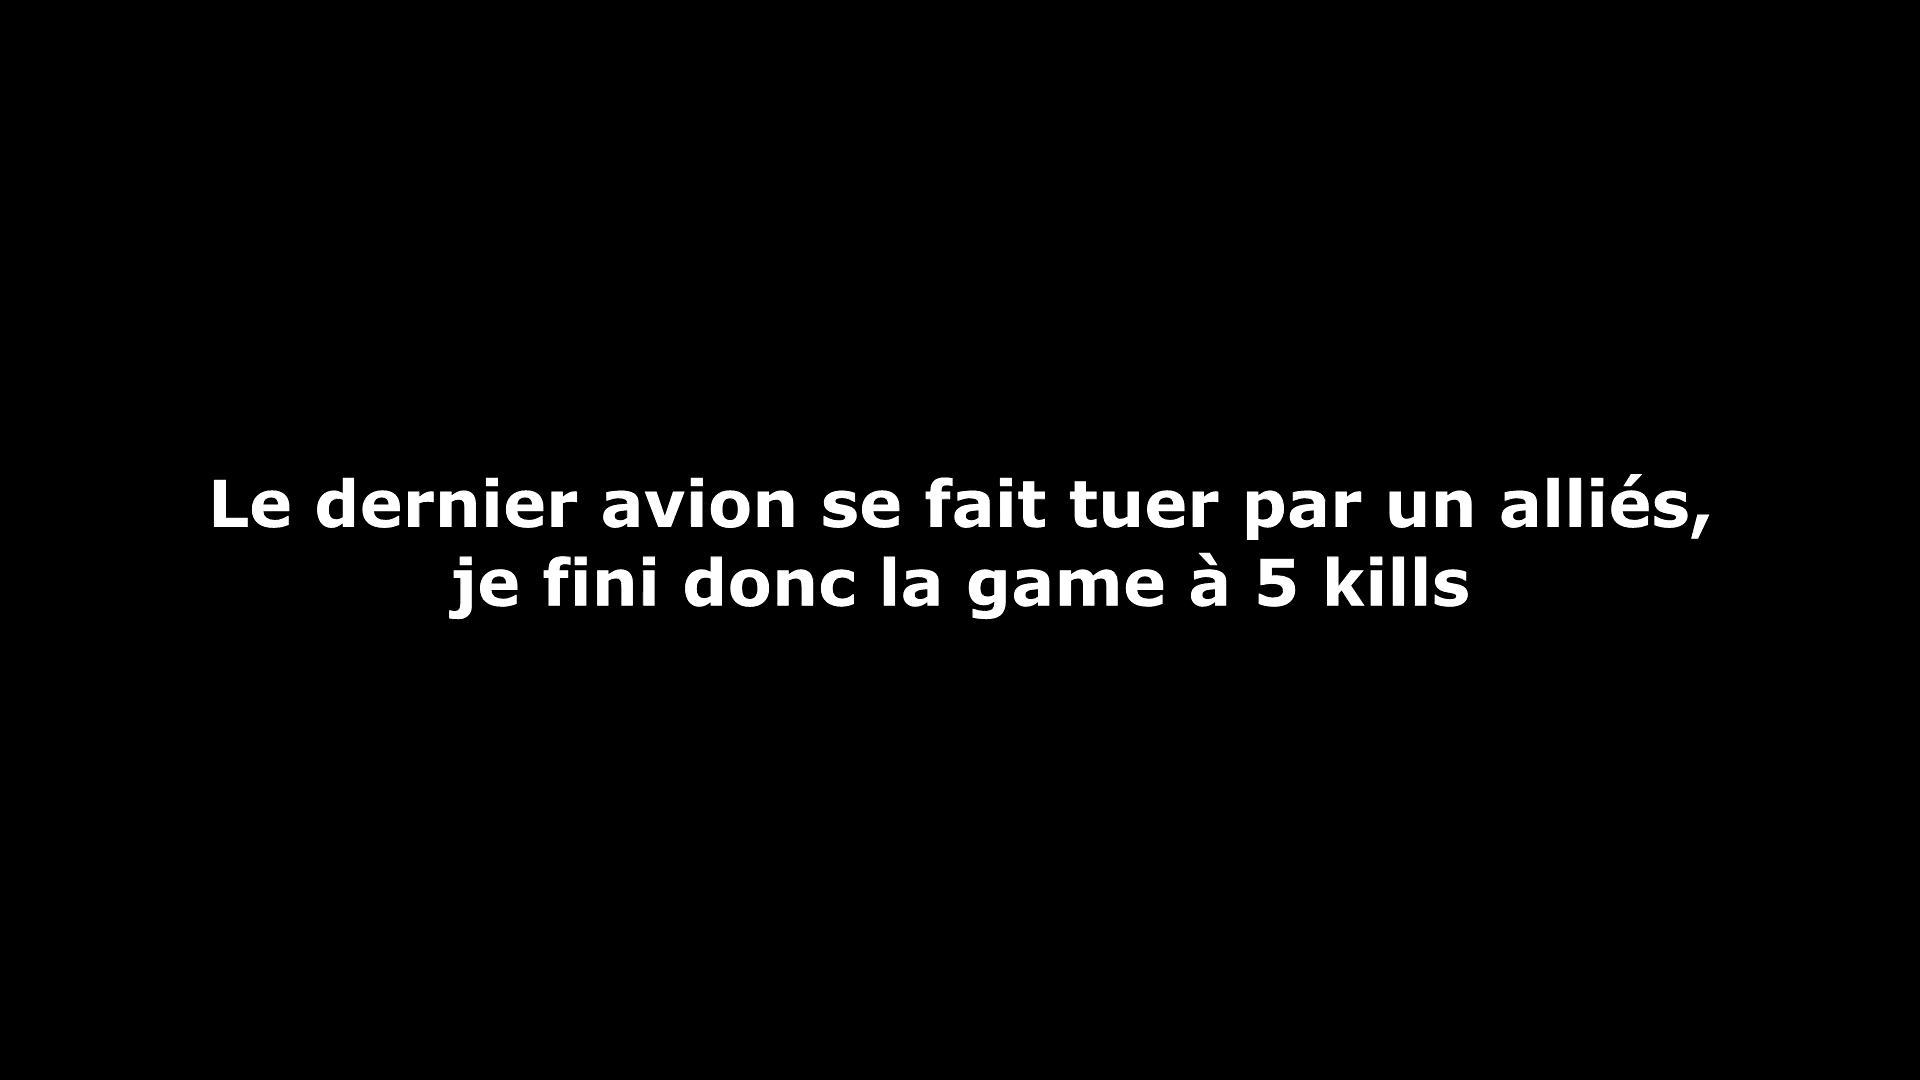 Le dernier avion se fait tuer par un alliés,
je fini donc la game à 5 kills